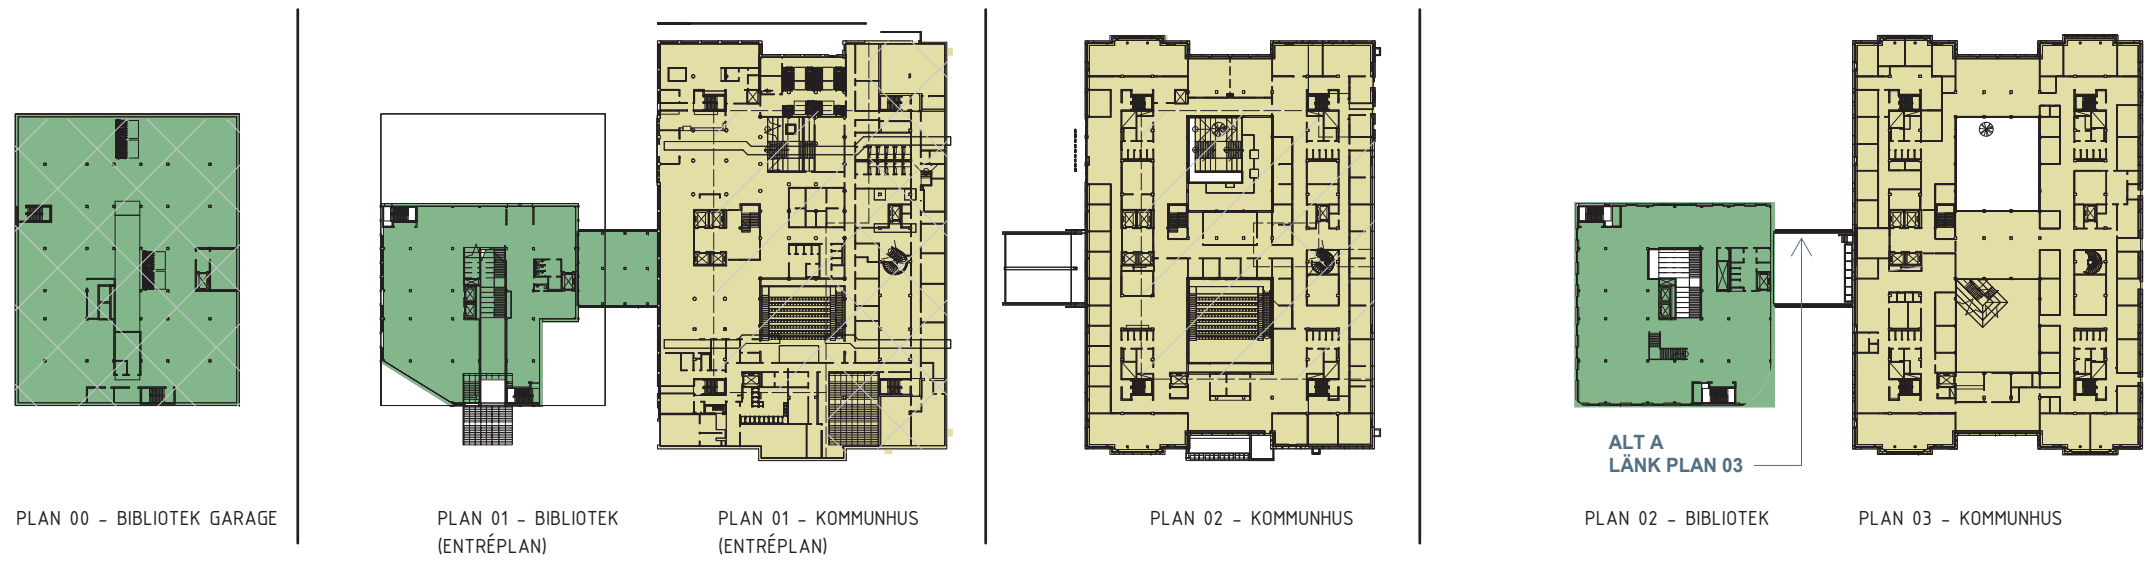 ALT A
LÄNK PLAN 03
PLAN 00 - BIBLIOTEK GARAGE
PLAN 01 - BIBLIOTEK
(ENTRÉPLAN)
PLAN 01 - KOMMUNHUS
(ENTRÉPLAN)
PLAN 02 - KOMMUNHUS
PLAN 02 - BIBLIOTEK
PLAN 03 - KOMMUNHUS